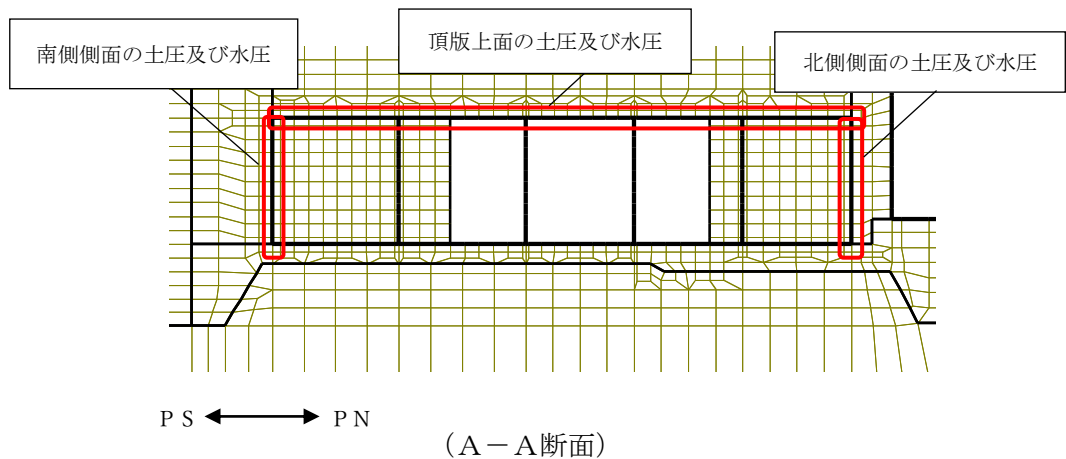 南側側面の土圧及び水圧
頂版上面の土圧及び水圧
北側側面の土圧及び水圧
ＰＳ ＰＮ
（Ａ－Ａ断面）